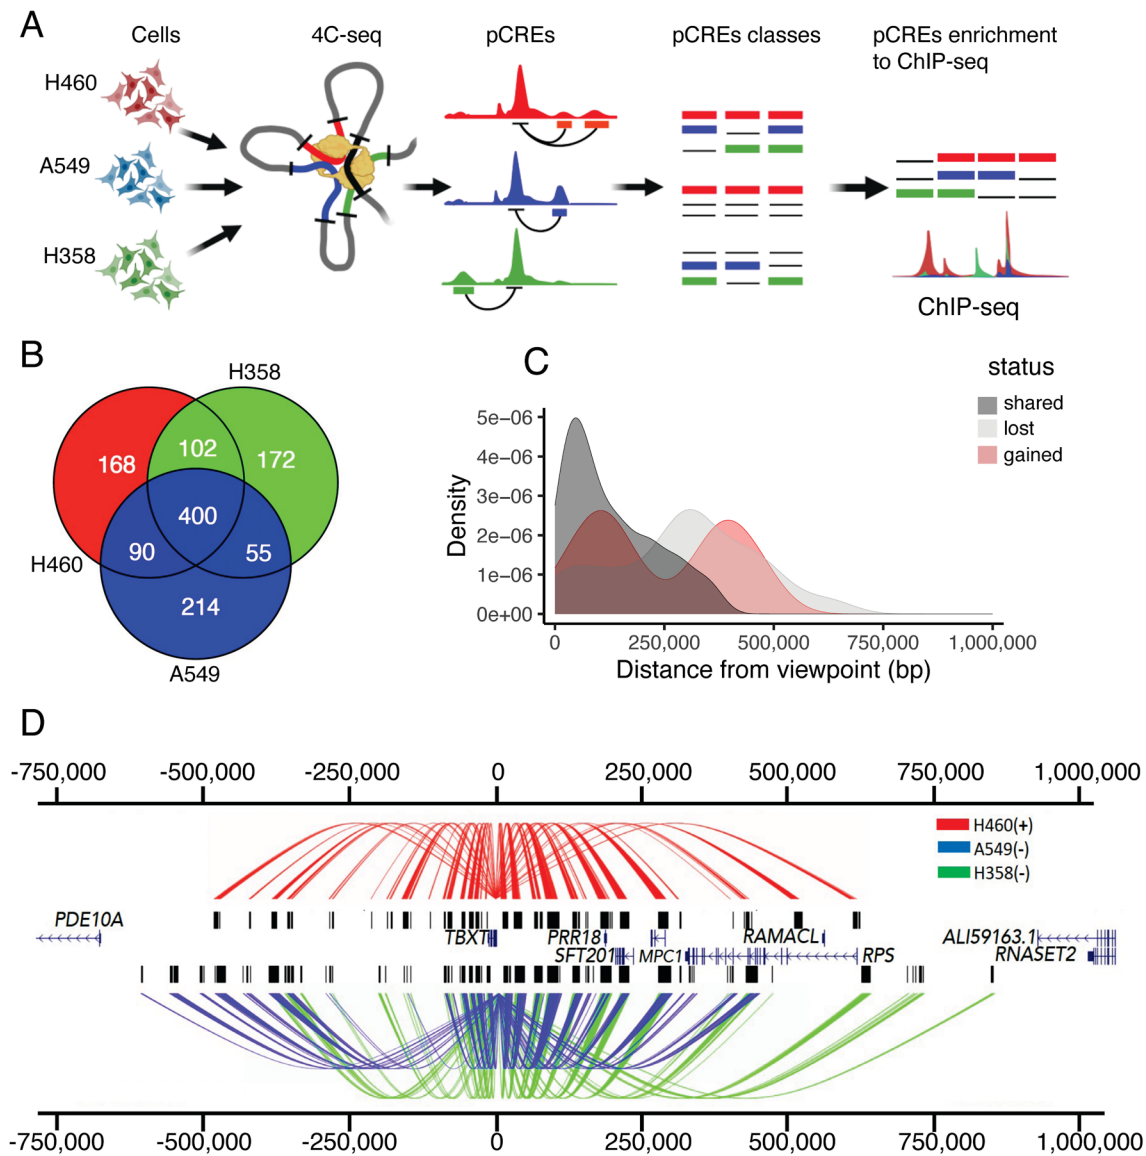 A
Cells
4C-seq
pCREs
pCREs classes
pCREs enrichment
to ChIP-seq
H460
A549
H358
ChIP-seq
B
H358
168
102
172
400
90
55
H460
214
A549
C
status
shared
lost
gained
5e−06
4e−06
3e−06
2e−06
1e−06
0e+00
Density
0
250,000
500,000
750,000
1,000,000
Distance from viewpoint (bp)
D
-750,000
-500,000
-250,000
0
250,000
500,000
750,000
1,000,000
H460(+)
A549(-)
H358(-)
PDE10A
TBXT
PRR18
RAMACL
ALI59163.1
SFT201
MPC1
RPS
RNASET2
-750,000
-500,000
-250,000
0
250,000
500,000
750,000
1,000,000